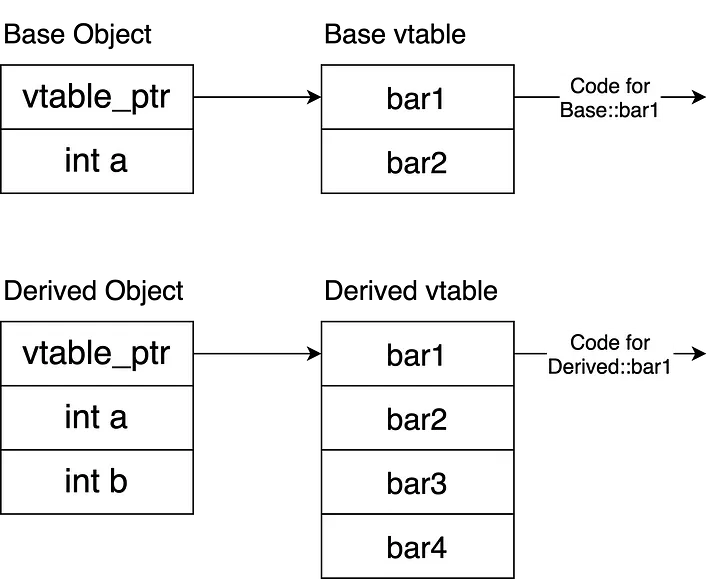 Base Object
Base vtable
vtable_ptr
int a
bar1
bar2
Code for
Base::bar1
Derived Object
Derived vtable
vtable_ptr
int a
int b
bar1
bar2
bar3
bar4
Code for
Derived::bar1